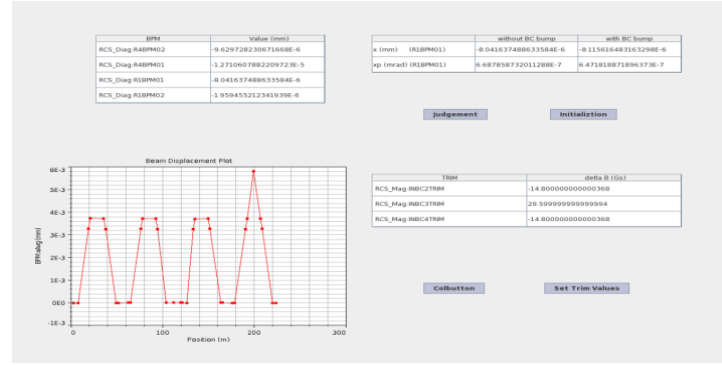 BPM Value (mm)
RCS_Diag:R4BPM02 -9.629728230671668E-6
RCS_Diag:R4BPM01 -1.2710607882209723E-5
RCS_Diag:R1BPM01 -8.041637488633584E-6
RCS_Diag:R1BPM02 -1.959455212341939E-6
without BC bump with BC bump
x (mm) (R1BPM01) -8.041637488633584E-6 -8.115616483163298E-6
xp (mrad) (R1BPM01) 6.687858732011288E-7 6.471818871896373E-7
Judgement Initializtion
Beam Displacement Plot
6E-3
5E-3
4E-3
3E-3
2E-3
1E-3
0E0
-1E-3
BPMxAvg (mm)
0 100 200 300
Position (m)
TRIM delta B (Gs)
RCS_Mag:INBC2TRIM -14.800000000000368
RCS_Mag:INBC3TRIM 29.599999999999994
RCS_Mag:INBC4TRIM -14.800000000000368
Colbutton Set Trim Values